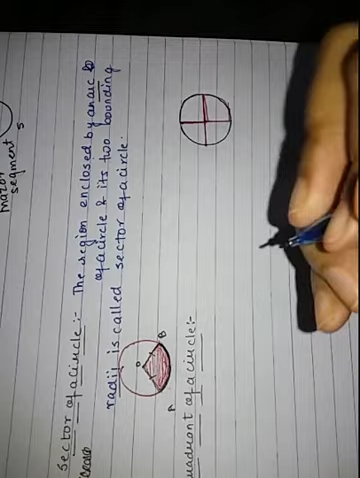 major
segment s
Sector of a circle :- The region enclosed by an arc
of a circle & its two bounding
radii is called sector of a circle.
O
A
B
uadrant of a circle:-